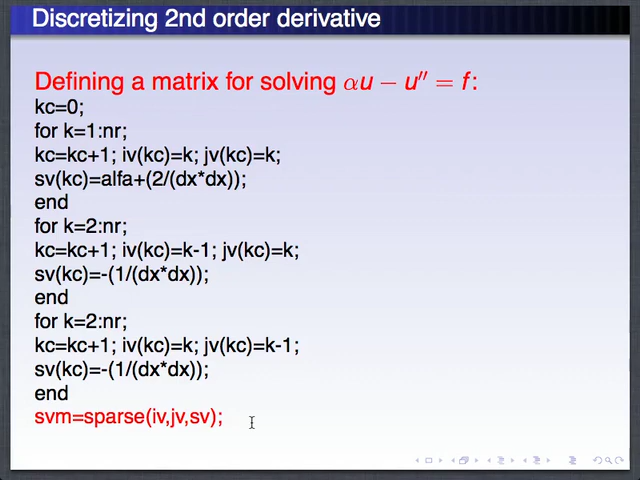 Discretizing 2nd order derivative
Defining a matrix for solving αu − u″ = f:
kc=0;
for k=1:nr;
kc=kc+1; iv(kc)=k; jv(kc)=k;
sv(kc)=alfa+(2/(dx*dx));
end
for k=2:nr;
kc=kc+1; iv(kc)=k-1; jv(kc)=k;
sv(kc)=-(1/(dx*dx));
end
for k=2:nr;
kc=kc+1; iv(kc)=k; jv(kc)=k-1;
sv(kc)=-(1/(dx*dx));
end
svm=sparse(iv,jv,sv);